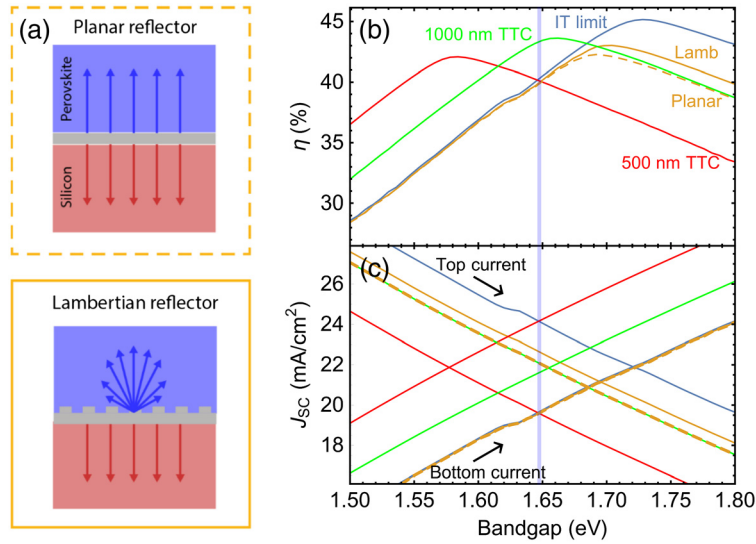 (a)
Planar reflector
Perovskite
Silicon
Lambertian reflector
(b)
1000 nm TTC
IT limit
Lamb
Planar
500 nm TTC
η (%)
45
40
35
30
(c)
Top current
Bottom current
J_SC (mA/cm²)
26
24
22
20
18
1.50 1.55 1.60 1.65 1.70 1.75 1.80
Bandgap (eV)